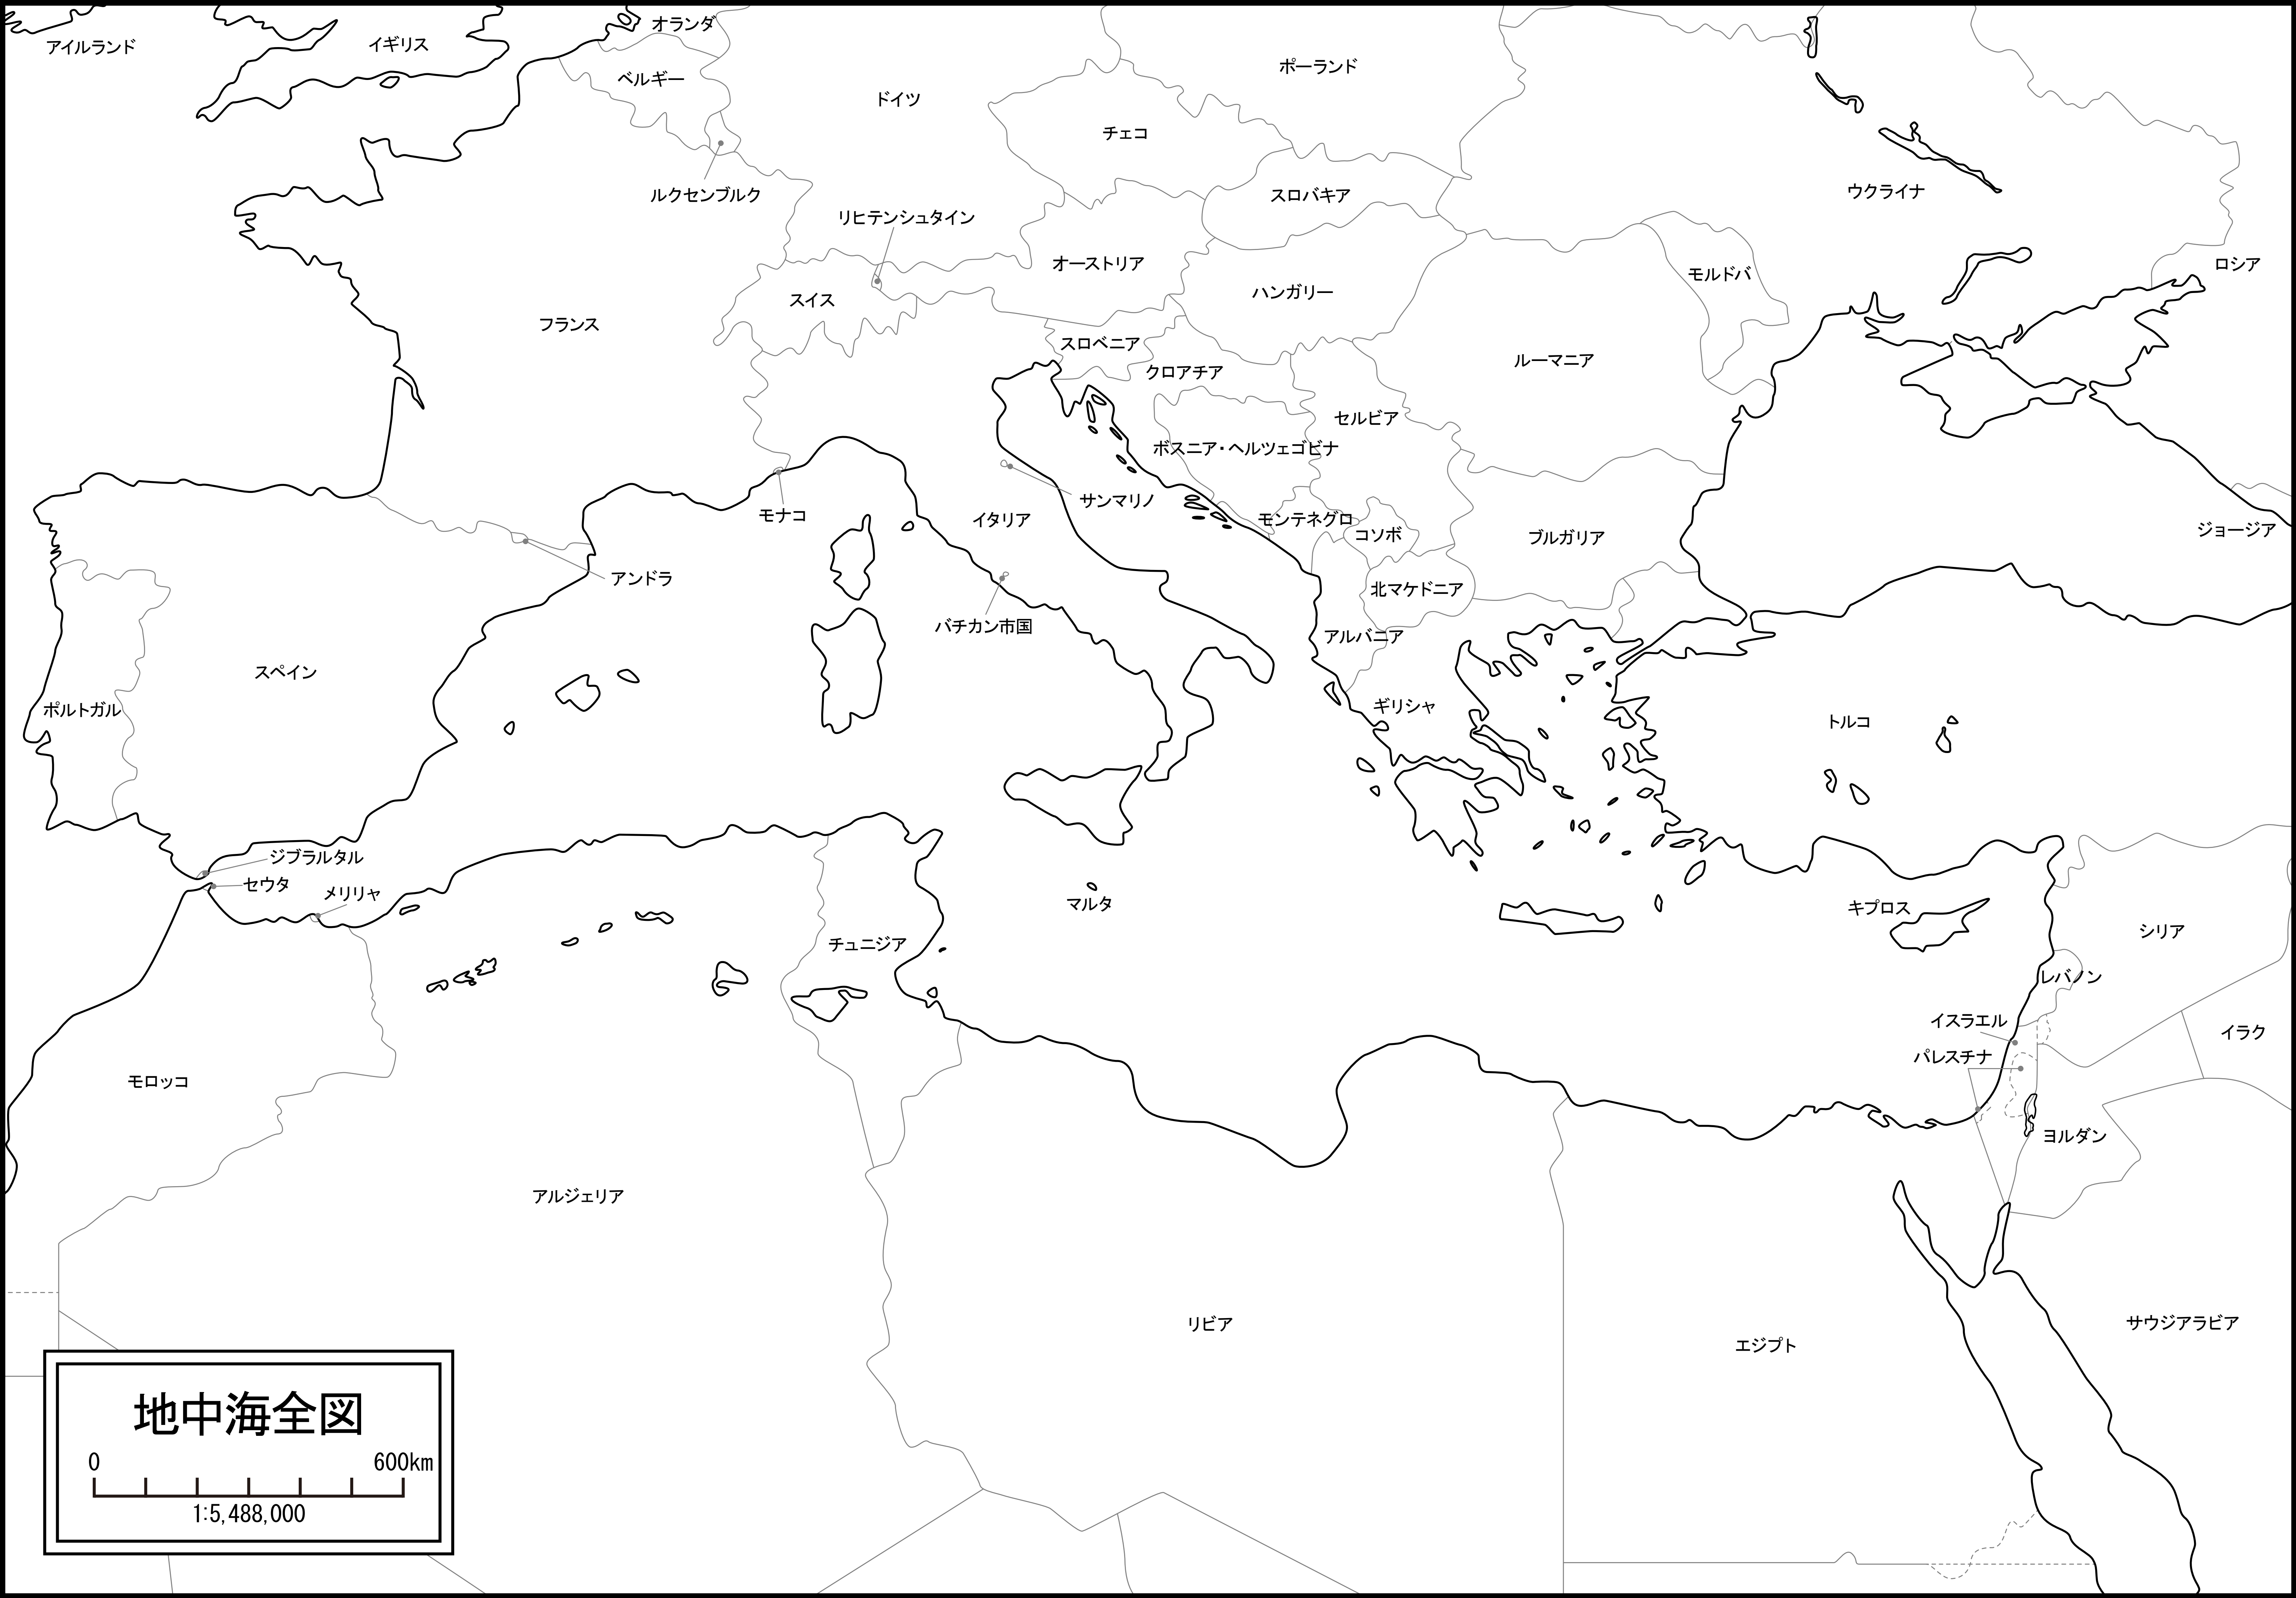 アイルランド
イギリス
オランダ
ベルギー
ドイツ
ポーランド
チェコ
ルクセンブルク
スロバキア
ウクライナ
リヒテンシュタイン
オーストリア
ロシア
スイス
ハンガリー
モルドバ
フランス
スロベニア
クロアチア
ルーマニア
セルビア
ボスニア・ヘルツェゴビナ
サンマリノ
モナコ
イタリア
モンテネグロ
コソボ
ブルガリア
ジョージア
アンドラ
北マケドニア
バチカン市国
アルバニア
スペイン
ポルトガル
ギリシャ
トルコ
ジブラルタル
セウタ
メリリャ
マルタ
キプロス
チュニジア
シリア
レバノン
イスラエル
イラク
パレスチナ
モロッコ
ヨルダン
アルジェリア
リビア
エジプト
サウジアラビア
地中海全図
0 600km
1:5,488,000